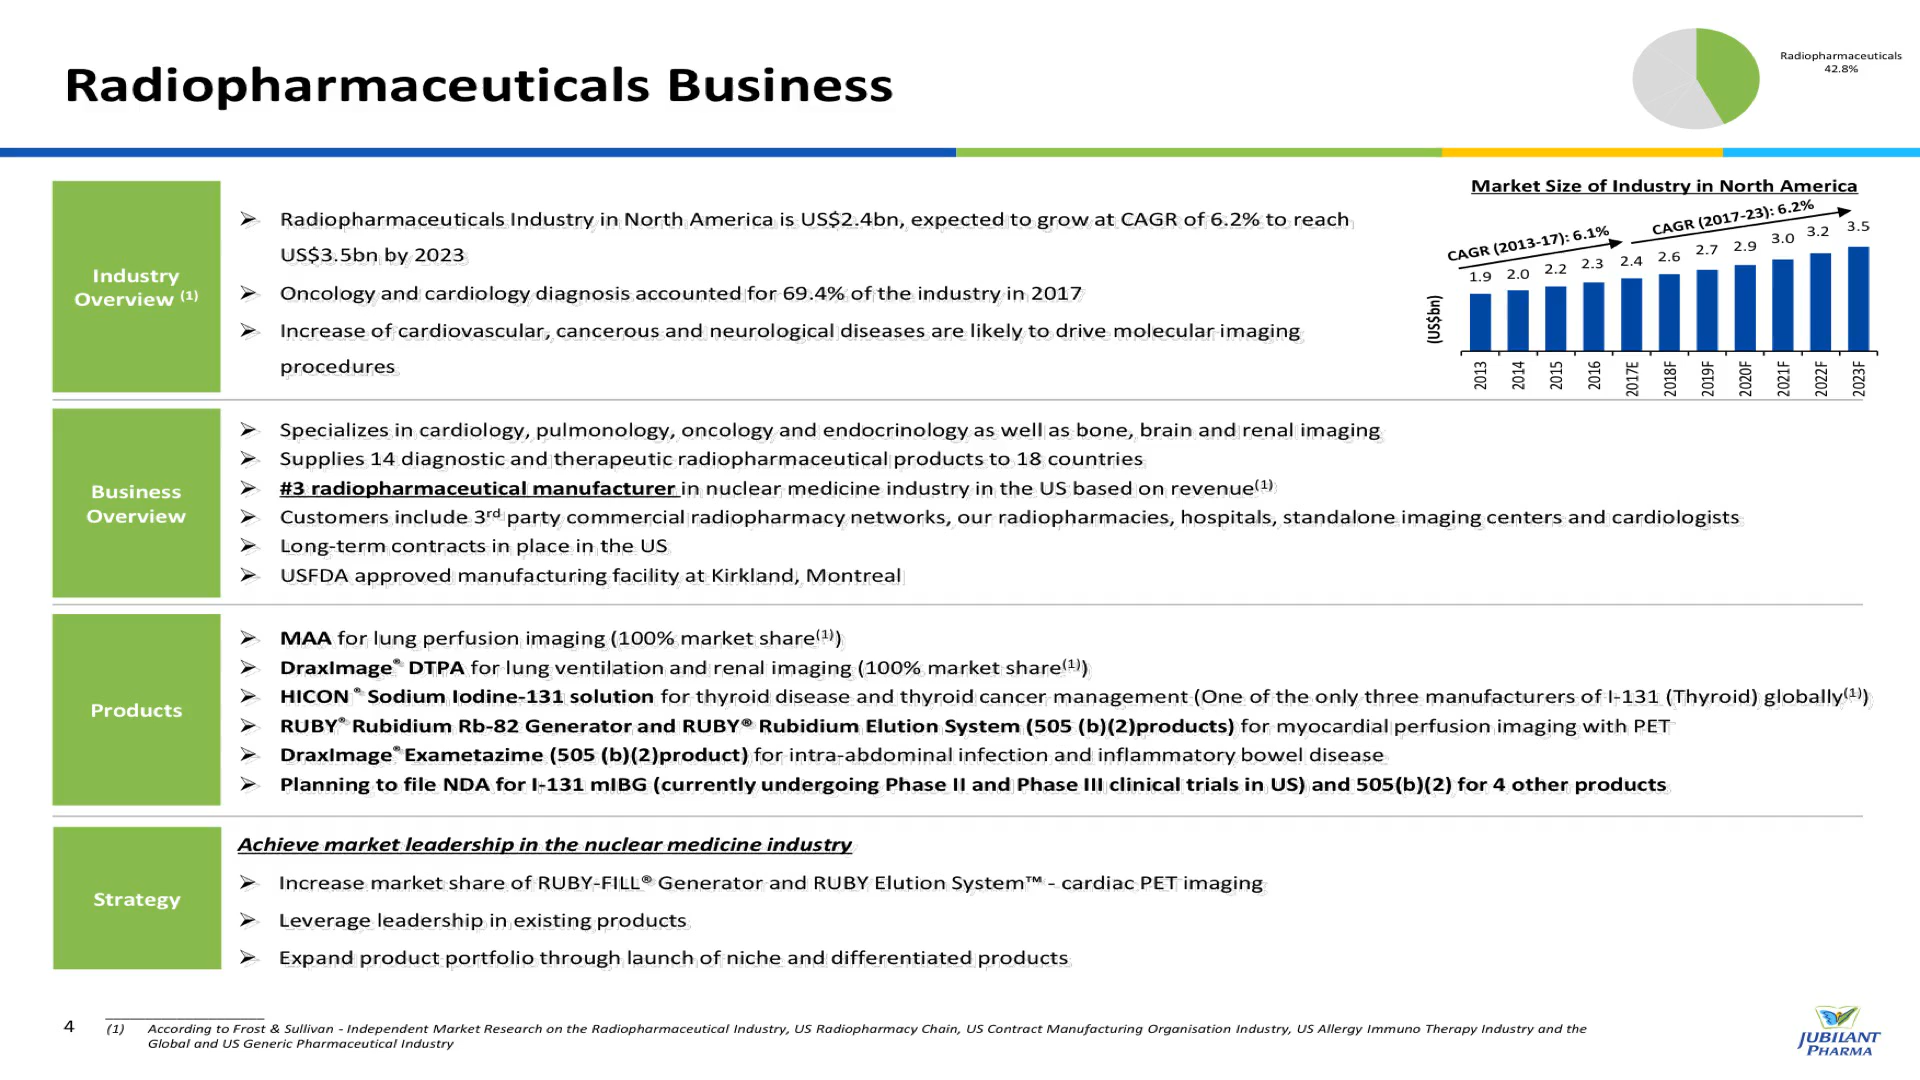 Radiopharmaceuticals Business
Radiopharmaceuticals
42.8%
Industry
Overview (1)
➢ Radiopharmaceuticals Industry in North America is US$2.4bn, expected to grow at CAGR of 6.2% to reach
US$3.5bn by 2023
➢ Oncology and cardiology diagnosis accounted for 69.4% of the industry in 2017
➢ Increase of cardiovascular, cancerous and neurological diseases are likely to drive molecular imaging
procedures
Market Size of Industry in North America
CAGR (2013-17): 6.1%
CAGR (2017-23): 6.2%
(US$bn)
1.9 2.0 2.2 2.3 2.4 2.6 2.7 2.9 3.0 3.2 3.5
2013 2014 2015 2016 2017E 2018F 2019F 2020F 2021F 2022F 2023F
Business
Overview
➢ Specializes in cardiology, pulmonology, oncology and endocrinology as well as bone, brain and renal imaging
➢ Supplies 14 diagnostic and therapeutic radiopharmaceutical products to 18 countries
➢ #3 radiopharmaceutical manufacturer in nuclear medicine industry in the US based on revenue(1)
➢ Customers include 3rd party commercial radiopharmacy networks, our radiopharmacies, hospitals, standalone imaging centers and cardiologists
➢ Long-term contracts in place in the US
➢ USFDA approved manufacturing facility at Kirkland, Montreal
Products
➢ MAA for lung perfusion imaging (100% market share(1))
➢ DraxImage® DTPA for lung ventilation and renal imaging (100% market share(1))
➢ HICON® Sodium Iodine-131 solution for thyroid disease and thyroid cancer management (One of the only three manufacturers of I-131 (Thyroid) globally(1))
➢ RUBY® Rubidium Rb-82 Generator and RUBY® Rubidium Elution System (505 (b)(2)products) for myocardial perfusion imaging with PET
➢ DraxImage® Exametazime (505 (b)(2)product) for intra-abdominal infection and inflammatory bowel disease
➢ Planning to file NDA for I-131 mIBG (currently undergoing Phase II and Phase III clinical trials in US) and 505(b)(2) for 4 other products
Strategy
Achieve market leadership in the nuclear medicine industry
➢ Increase market share of RUBY-FILL® Generator and RUBY Elution System™ - cardiac PET imaging
➢ Leverage leadership in existing products
➢ Expand product portfolio through launch of niche and differentiated products
4
(1) According to Frost & Sullivan - Independent Market Research on the Radiopharmaceutical Industry, US Radiopharmacy Chain, US Contract Manufacturing Organisation Industry, US Allergy Immuno Therapy Industry and the
Global and US Generic Pharmaceutical Industry
JUBILANT
PHARMA